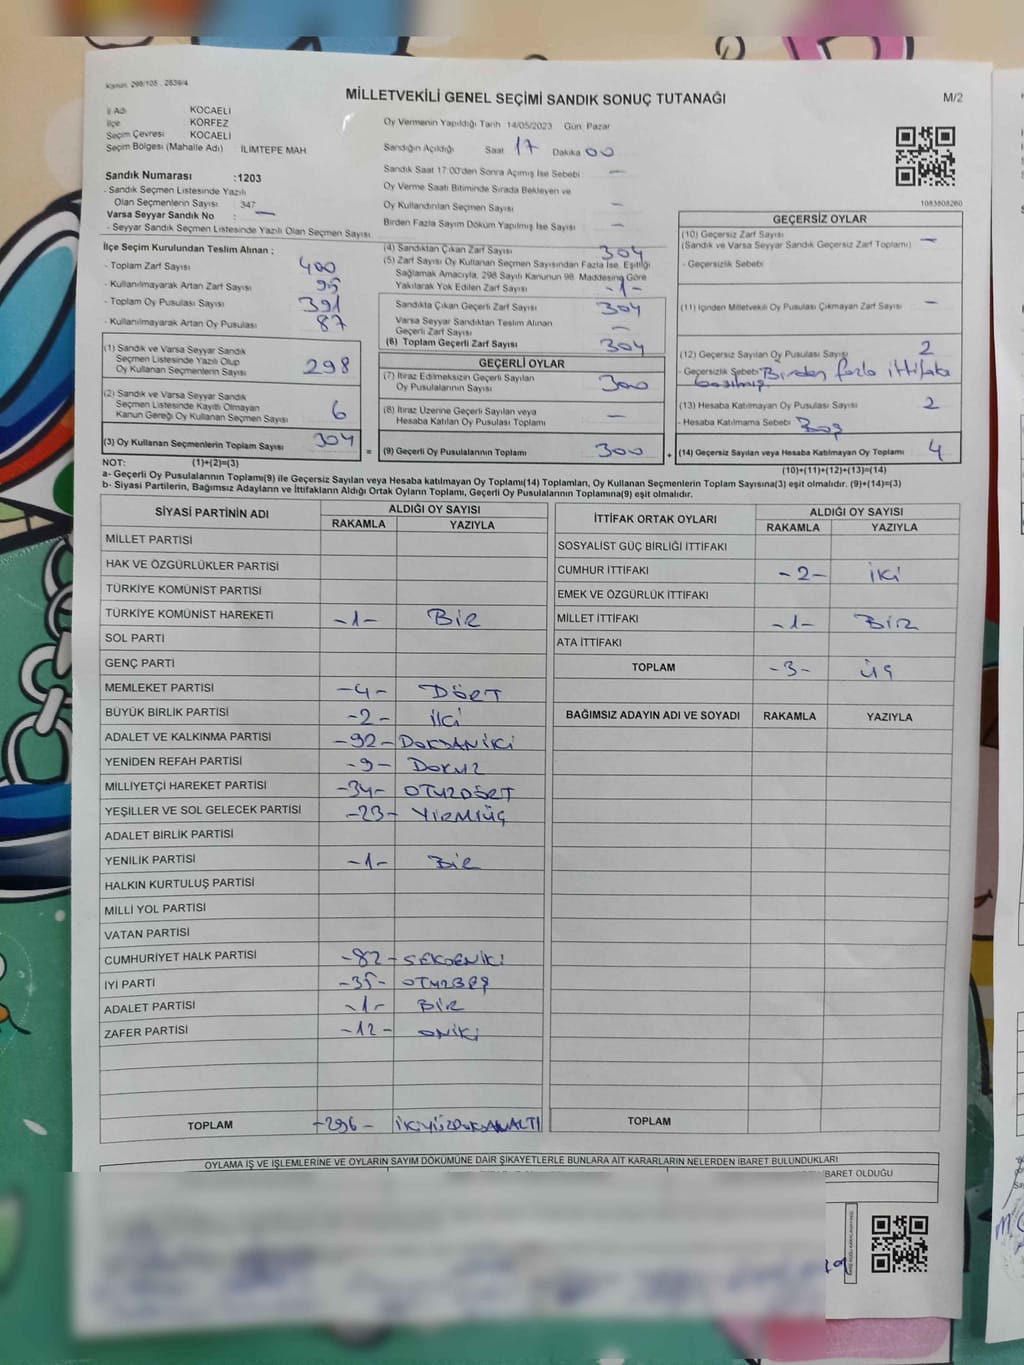 Kanun: 298/105 , 2839/4
MİLLETVEKİLİ GENEL SEÇİMİ SANDIK SONUÇ TUTANAĞI
M/2
İl Adı KOCAELİ
İlçe KÖRFEZ
Seçim Çevresi KOCAELİ
Seçim Bölgesi (Mahalle Adı) İLİMTEPE MAH
Oy Vermenin Yapıldığı Tarih 14/05/2023 Gün: Pazar
Sandığın Açıldığı Saat 17 Dakika 00
Sandık Saat 17:00'den Sonra Açımış İse Sebebi —
Oy Verme Saati Bitiminde Sırada Bekleyen ve
Oy Kullandırılan Seçmen Sayısı —
Birden Fazla Sayım Döküm Yapılmış İse Sayısı —
1083808260
Sandık Numarası :1203
- Sandık Seçmen Listesinde Yazılı
Olan Seçmenlerin Sayısı : 347
Varsa Seyyar Sandık No : —
- Seyyar Sandık Seçmen Listesinde Yazılı Olan Seçmen Sayısı
İlçe Seçim Kurulundan Teslim Alınan ;
- Toplam Zarf Sayısı 400
- Kullanılmayarak Artan Zarf Sayısı 95
- Toplam Oy Pusulası Sayısı 391
- Kullanılmayarak Artan Oy Pusulası 87
(1) Sandık ve Varsa Seyyar Sandık
Seçmen Listesinde Yazılı Olup
Oy Kullanan Seçmenlerin Sayısı 298
(2) Sandık ve Varsa Seyyar Sandık
Seçmen Listesinde Kayıtlı Olmayan
Kanun Gereği Oy Kullanan Seçmen Sayısı 6
(3) Oy Kullanan Seçmenlerin Toplam Sayısı 304
(4) Sandıktan Çıkan Zarf Sayısı 304
(5) Zarf Sayısı Oy Kullanan Seçmen Sayısından Fazla İse, Eşitliği
Sağlamak Amacıyla, 298 Sayılı Kanunun 98. Maddesine Göre
Yakılarak Yok Edilen Zarf Sayısı -1-
Sandıkta Çıkan Geçerli Zarf Sayısı 304
Varsa Seyyar Sandıktan Teslim Alınan
Geçerli Zarf Sayısı —
(6) Toplam Geçerli Zarf Sayısı 304
GEÇERLİ OYLAR
(7) İtiraz Edilmeksizin Geçerli Sayılan
Oy Pusulalarının Sayısı 300
(8) İtiraz Üzerine Geçerli Sayılan veya
Hesaba Katılan Oy Pusulası Toplamı —
= (9) Geçerli Oy Pusulalarının Toplamı 300 +
GEÇERSİZ OYLAR
(10) Geçersiz Zarf Sayısı
(Sandık ve Varsa Seyyar Sandık Geçersiz Zarf Toplamı) —
- Geçersizlik Sebebi
(11) İçinden Milletvekili Oy Pusulası Çıkmayan Zarf Sayısı —
(12) Geçersiz Sayılan Oy Pusulası Sayısı 2
- Geçersizlik Sebebi Birden fazla ittifaka
basılmış
(13) Hesaba Katılmayan Oy Pusulası Sayısı 2
- Hesaba Katılmama Sebebi Boş
(14) Geçersiz Sayılan veya Hesaba Katılmayan Oy Toplamı 4
NOT: (1)+(2)=(3)
(10)+(11)+(12)+(13)=(14)
a- Geçerli Oy Pusulalarının Toplamı(9) ile Geçersiz Sayılan veya Hesaba katılmayan Oy Toplamı(14) Toplamları, Oy Kullanan Seçmenlerin Toplam Sayısına(3) eşit olmalıdır. (9)+(14)=(3)
b- Siyasi Partilerin, Bağımsız Adayların ve İttifakların Aldığı Ortak Oyların Toplamı, Geçerli Oy Pusulalarının Toplamına(9) eşit olmalıdır.
SİYASİ PARTİNİN ADI ALDIĞI OY SAYISI
RAKAMLA YAZIYLA
MİLLET PARTİSİ
HAK VE ÖZGÜRLÜKLER PARTİSİ
TÜRKİYE KOMÜNİST PARTİSİ
TÜRKİYE KOMÜNİST HAREKETİ -1- BİR
SOL PARTİ
GENÇ PARTİ
MEMLEKET PARTİSİ -4- DÖRT
BÜYÜK BİRLİK PARTİSİ -2- İKİ
ADALET VE KALKINMA PARTİSİ -92- DOKSANİKİ
YENİDEN REFAH PARTİSİ -9- DOKUZ
MİLLİYETÇİ HAREKET PARTİSİ -34- OTUZDÖRT
YEŞİLLER VE SOL GELECEK PARTİSİ -23- YİRMİÜÇ
ADALET BİRLİK PARTİSİ
YENİLİK PARTİSİ -1- BİR
HALKIN KURTULUŞ PARTİSİ
MİLLİ YOL PARTİSİ
VATAN PARTİSİ
CUMHURİYET HALK PARTİSİ -82- SEKSENİKİ
İYİ PARTİ -35- OTUZBEŞ
ADALET PARTİSİ -1- BİR
ZAFER PARTİSİ -12- ONİKİ
TOPLAM -296- İKİYÜZDOKSANALTI
İTTİFAK ORTAK OYLARI ALDIĞI OY SAYISI
RAKAMLA YAZIYLA
SOSYALİST GÜÇ BİRLİĞİ İTTİFAKI
CUMHUR İTTİFAKI -2- İKİ
EMEK VE ÖZGÜRLÜK İTTİFAKI
MİLLET İTTİFAKI -1- BİR
ATA İTTİFAKI
TOPLAM -3- ÜÇ
BAĞIMSIZ ADAYIN ADI VE SOYADI RAKAMLA YAZIYLA
TOPLAM
OYLAMA İŞ VE İŞLEMLERİNE VE OYLARIN SAYIM DÖKÜMÜNE DAİR ŞİKAYETLERLE BUNLARA AİT KARARLARIN NELERDEN İBARET BULUNDUKLARI
BARET OLDUĞU